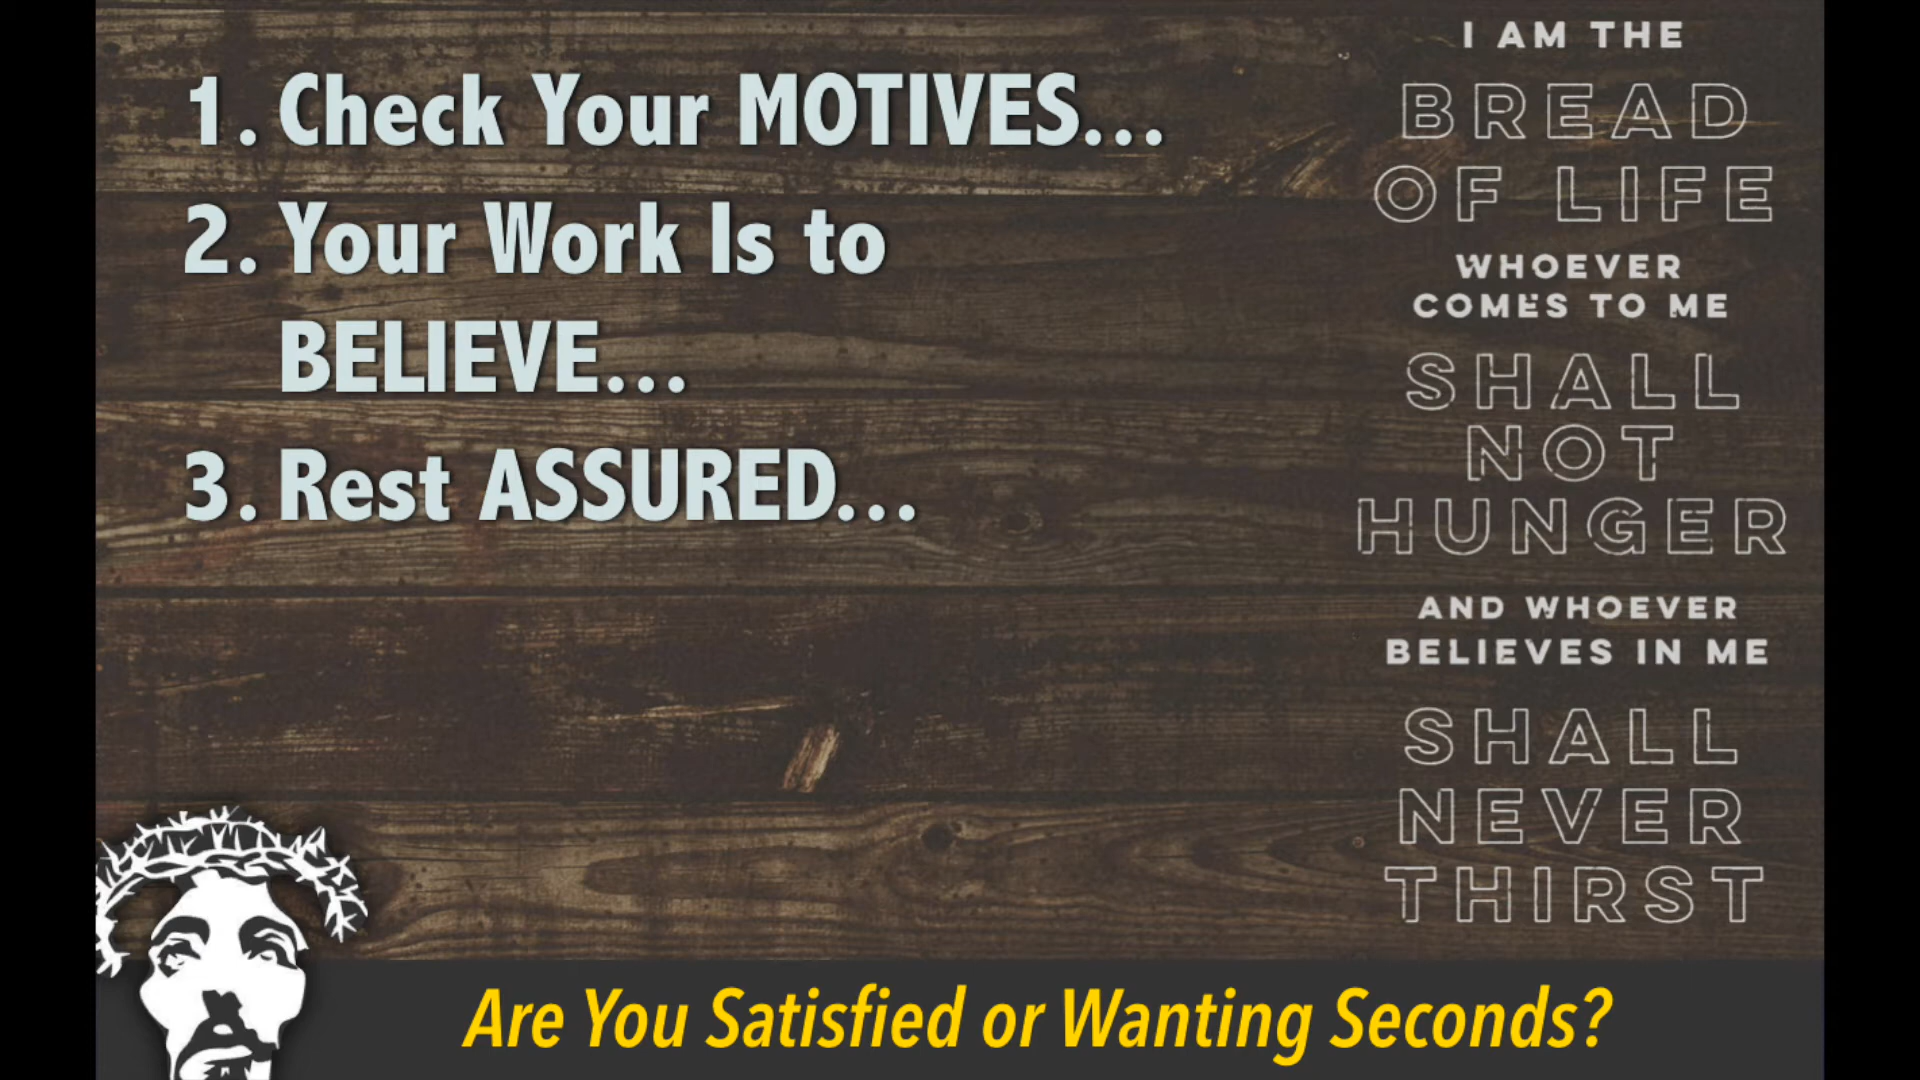 1. Check Your MOTIVES...
2. Your Work Is to
BELIEVE...
3. Rest ASSURED...
I AM THE
BREAD
OF LIFE
WHOEVER
COMES TO ME
SHALL
NOT
HUNGER
AND WHOEVER
BELIEVES IN ME
SHALL
NEVER
THIRST
Are You Satisfied or Wanting Seconds?